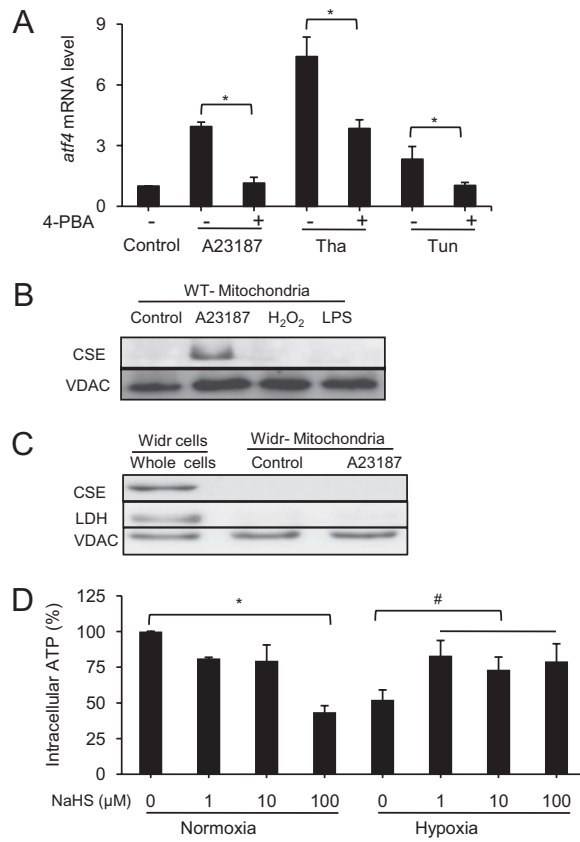 A
9
6
3
0
atf4 mRNA level
* * *
4-PBA - - + - + - +
Control A23187 Tha Tun
B
WT- Mitochondria
Control A23187 H₂O₂ LPS
CSE
VDAC
C
Widr cells Widr- Mitochondria
Whole cells Control A23187
CSE
LDH
VDAC
D
125
100
75
50
25
0
Intracellular ATP (%)
* #
NaHS (µM) 0 1 10 100 0 1 10 100
Normoxia Hypoxia